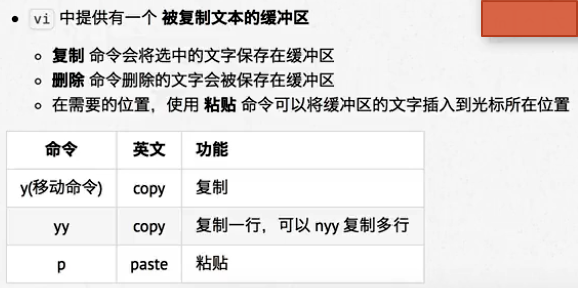 vi 中提供有一个 被复制文本的缓冲区
复制 命令会将选中的文字保存在缓冲区
删除 命令删除的文字会被保存在缓冲区
在需要的位置，使用 粘贴 命令可以将缓冲区的文字插入到光标所在位置
命令 英文 功能
y(移动命令) copy 复制
yy copy 复制一行，可以 nyy 复制多行
p paste 粘贴